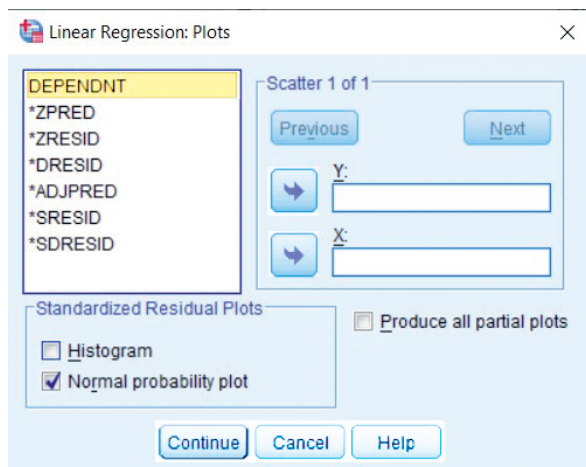 Linear Regression: Plots
DEPENDNT
*ZPRED
*ZRESID
*DRESID
*ADJPRED
*SRESID
*SDRESID
Scatter 1 of 1
Previous
Next
Y:
X:
Standardized Residual Plots
Histogram
Normal probability plot
Produce all partial plots
Continue
Cancel
Help